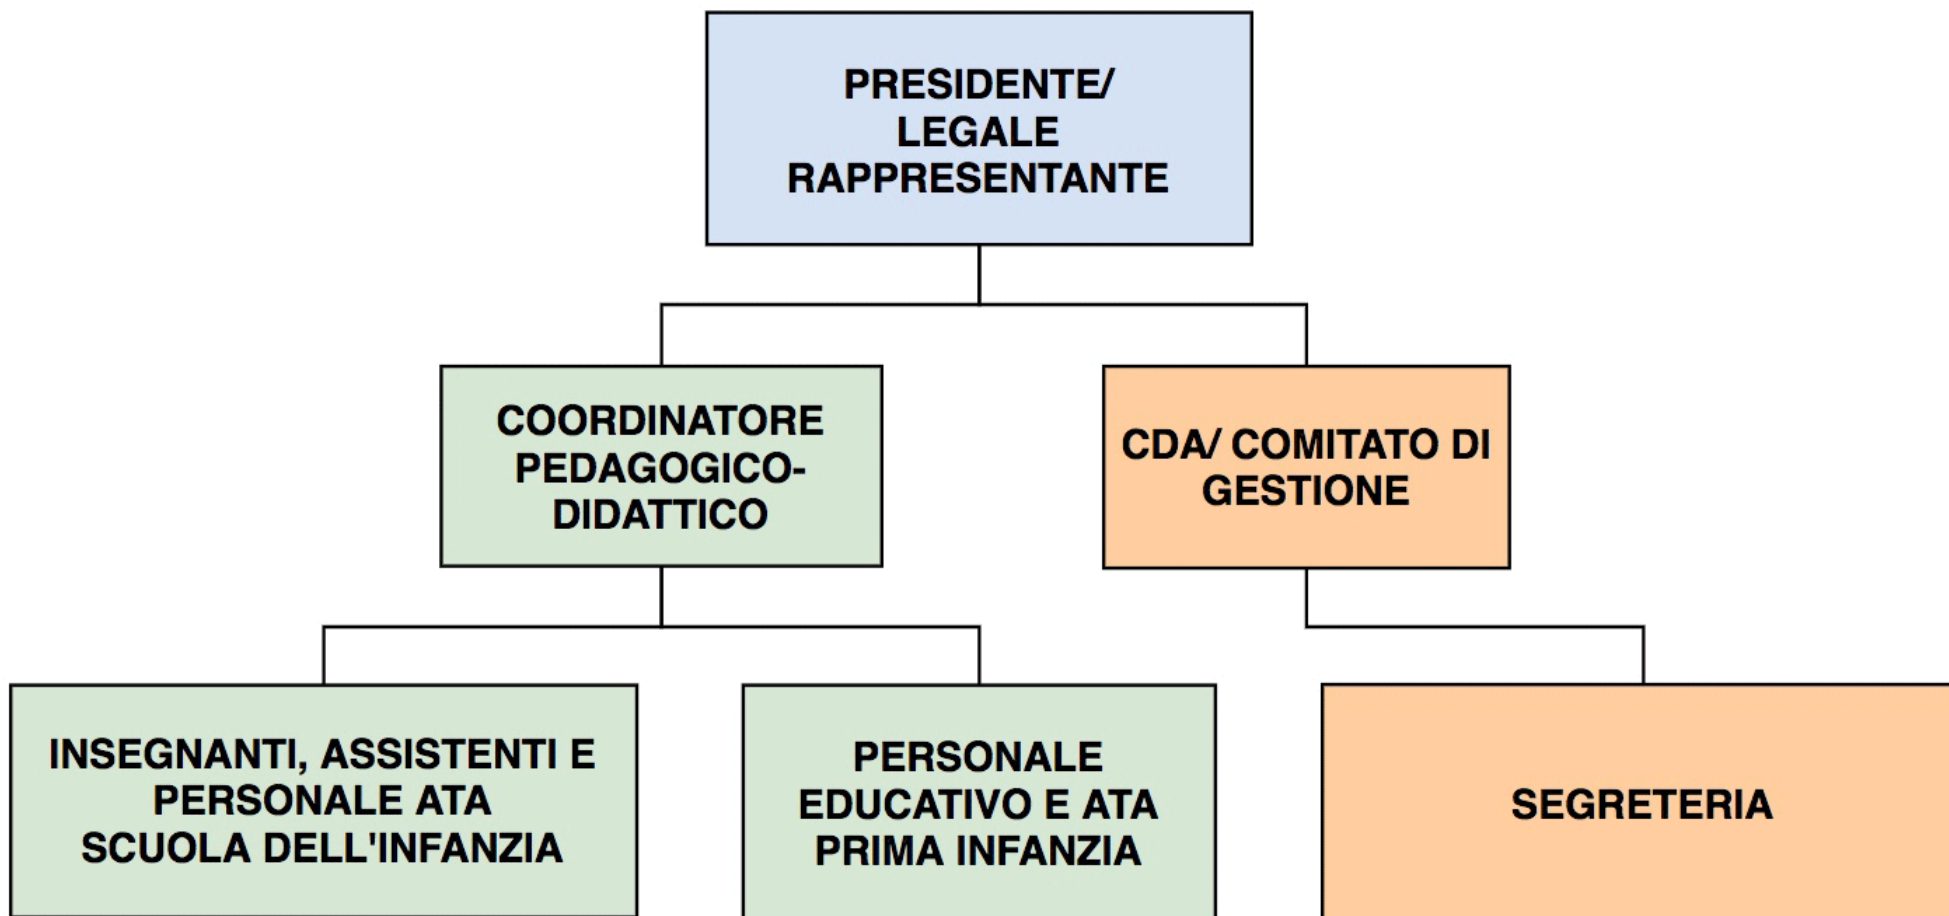 PRESIDENTE/
LEGALE
RAPPRESENTANTE
COORDINATORE
PEDAGOGICO-
DIDATTICO
CDA/ COMITATO DI
GESTIONE
INSEGNANTI, ASSISTENTI E
PERSONALE ATA
SCUOLA DELL'INFANZIA
PERSONALE
EDUCATIVO E ATA
PRIMA INFANZIA
SEGRETERIA